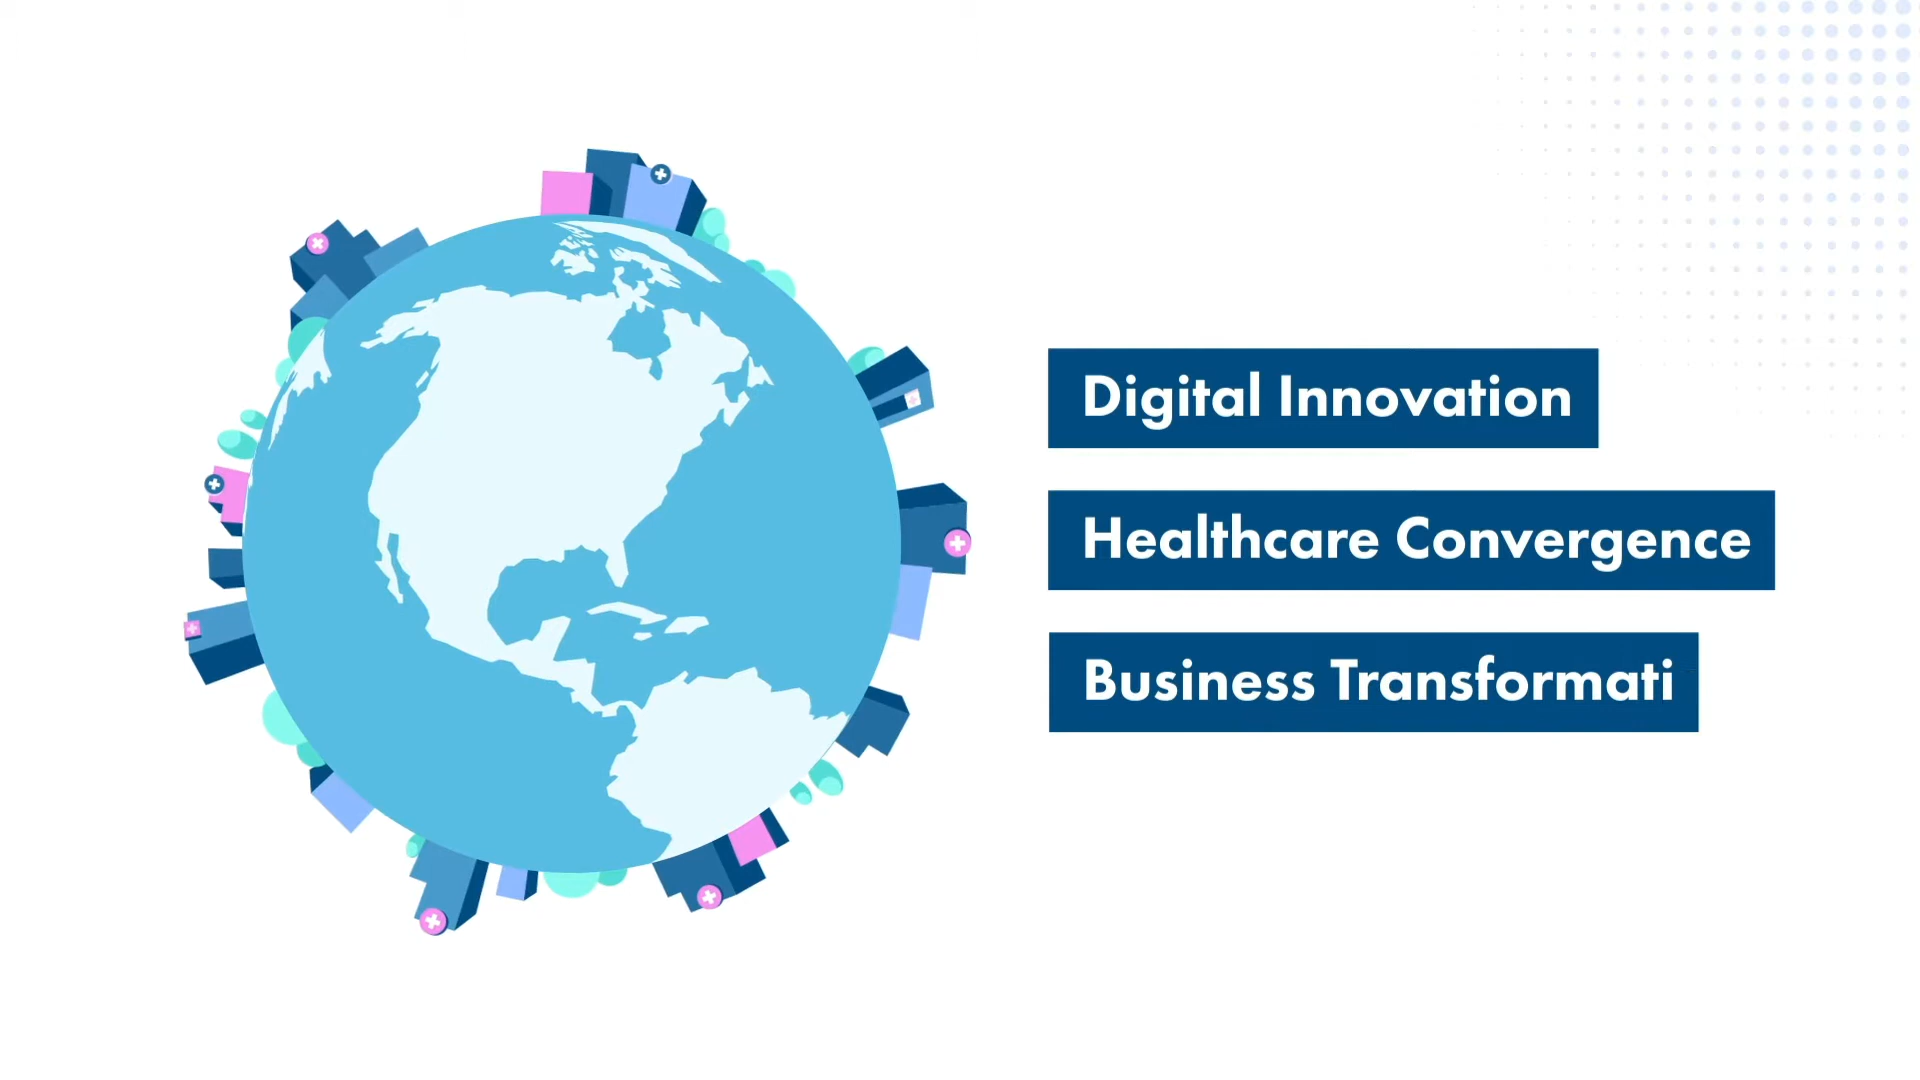 Digital Innovation
Healthcare Convergence
Business Transformati